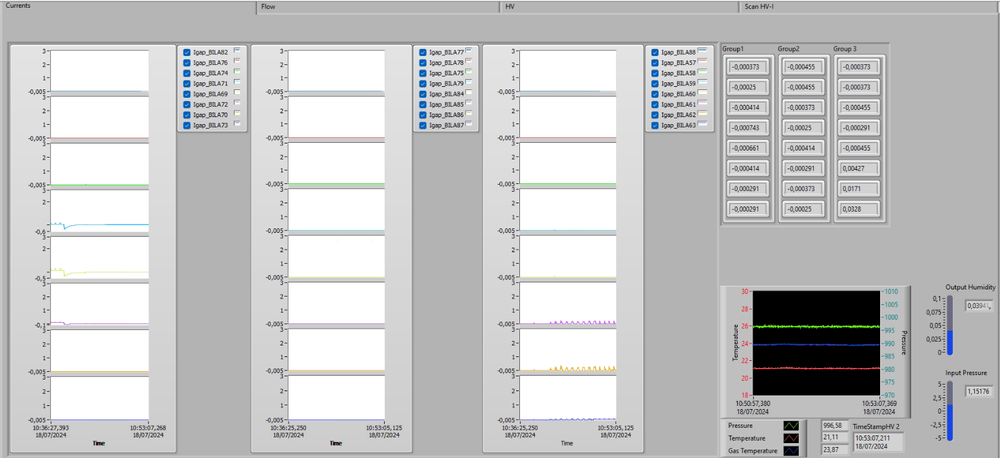 Currents
Flow
HV
Scan HV-I
3
2
1
-0,005
3
2
1
-0,005
3
2
1
-0,005
3
2
-0,6
3
2
-0,5
3
2
1
-0,1
3
2
1
-0,005
3
2
1
-0,005
10:36:27,393
18/07/2024
10:53:07,268
18/07/2024
Time
Igap_BILA82
Igap_BILA76
Igap_BILA74
Igap_BILA71
Igap_BILA69
Igap_BILA72
Igap_BILA70
Igap_BILA73
3
2
1
-0,005
3
2
1
-0,005
3
2
1
-0,005
3
2
1
-0,005
3
2
1
-0,005
3
2
1
-0,005
3
2
1
-0,005
3
2
1
-0,005
10:36:25,250
18/07/2024
10:53:05,125
18/07/2024
Time
Igap_BILA77
Igap_BILA78
Igap_BILA75
Igap_BILA79
Igap_BILA84
Igap_BILA85
Igap_BILA86
Igap_BILA87
3
2
1
-0,005
3
2
1
-0,005
3
2
1
-0,005
3
2
1
-0,005
3
2
1
-0,005
3
2
1
-0,005
3
2
1
-0,005
3
2
1
-0,005
10:36:25,250
18/07/2024
10:53:05,125
18/07/2024
Time
Igap_BILA88
Igap_BILA57
Igap_BILA58
Igap_BILA59
Igap_BILA60
Igap_BILA61
Igap_BILA62
Igap_BILA63
Group1
Group2
Group 3
-0,000373 -0,000455 -0,000373
-0,00025 -0,000455 -0,000373
-0,000414 -0,000373 -0,000455
-0,000743 -0,00025 -0,000291
-0,000661 -0,000414 -0,000455
-0,000414 -0,000291 0,00427
-0,000291 -0,000373 0,0171
-0,000291 -0,00025 0,0328
Temperature
30
28
26
24
22
20
18
1010
1005
1000
995
990
985
980
975
970
Pressure
10:50:57,380
18/07/2024
10:53:07,369
18/07/2024
Pressure
Temperature
Gas Temperature
996,58
21,11
23,87
TimeStampHV 2
10:53:07,211
18/07/2024
Output Humidity
0,1
0,075
0,05
0,025
0
Input Pressure
5
2,5
0
-2,5
-5
1,15176